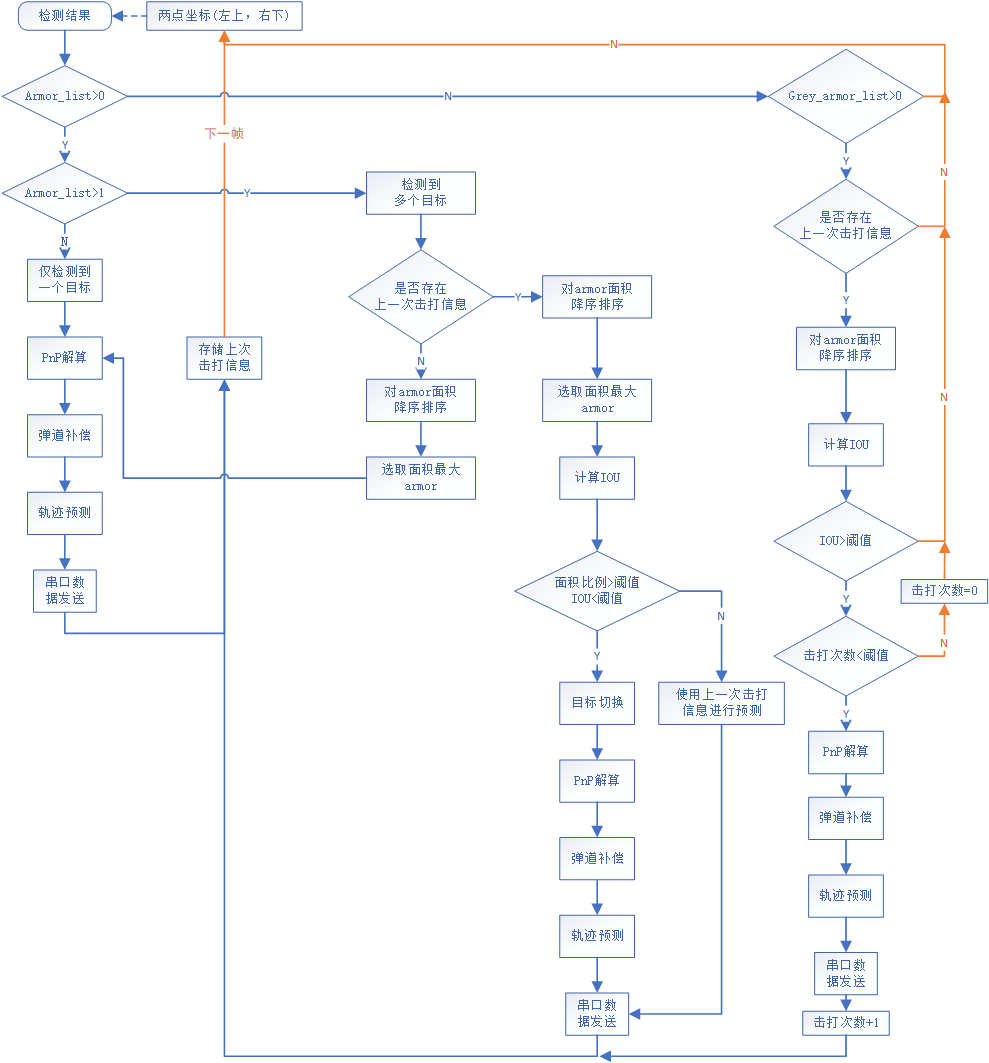 检测结果
两点坐标(左上，右下)
N
Armor_list>0
N
Grey_armor_list>0
下一帧
Y
Y
N
Armor_list>1
Y
检测到
多个目标
是否存在
上一次击打信息
N
仅检测到
一个目标
是否存在
上一次击打信息
Y
对armor面积
降序排序
Y
PnP解算
存储上次
击打信息
N
对armor面积
降序排序
对armor面积
降序排序
选取面积最大
armor
N
弹道补偿
计算IOU
选取面积最大
armor
计算IOU
轨迹预测
IOU>阈值
串口数
据发送
面积比例>阈值
IOU<阈值
击打次数=0
Y
N
Y
N
击打次数<阈值
目标切换
使用上一次击打
信息进行预测
Y
PnP解算
PnP解算
弹道补偿
弹道补偿
轨迹预测
轨迹预测
串口数
据发送
串口数
据发送
击打次数+1